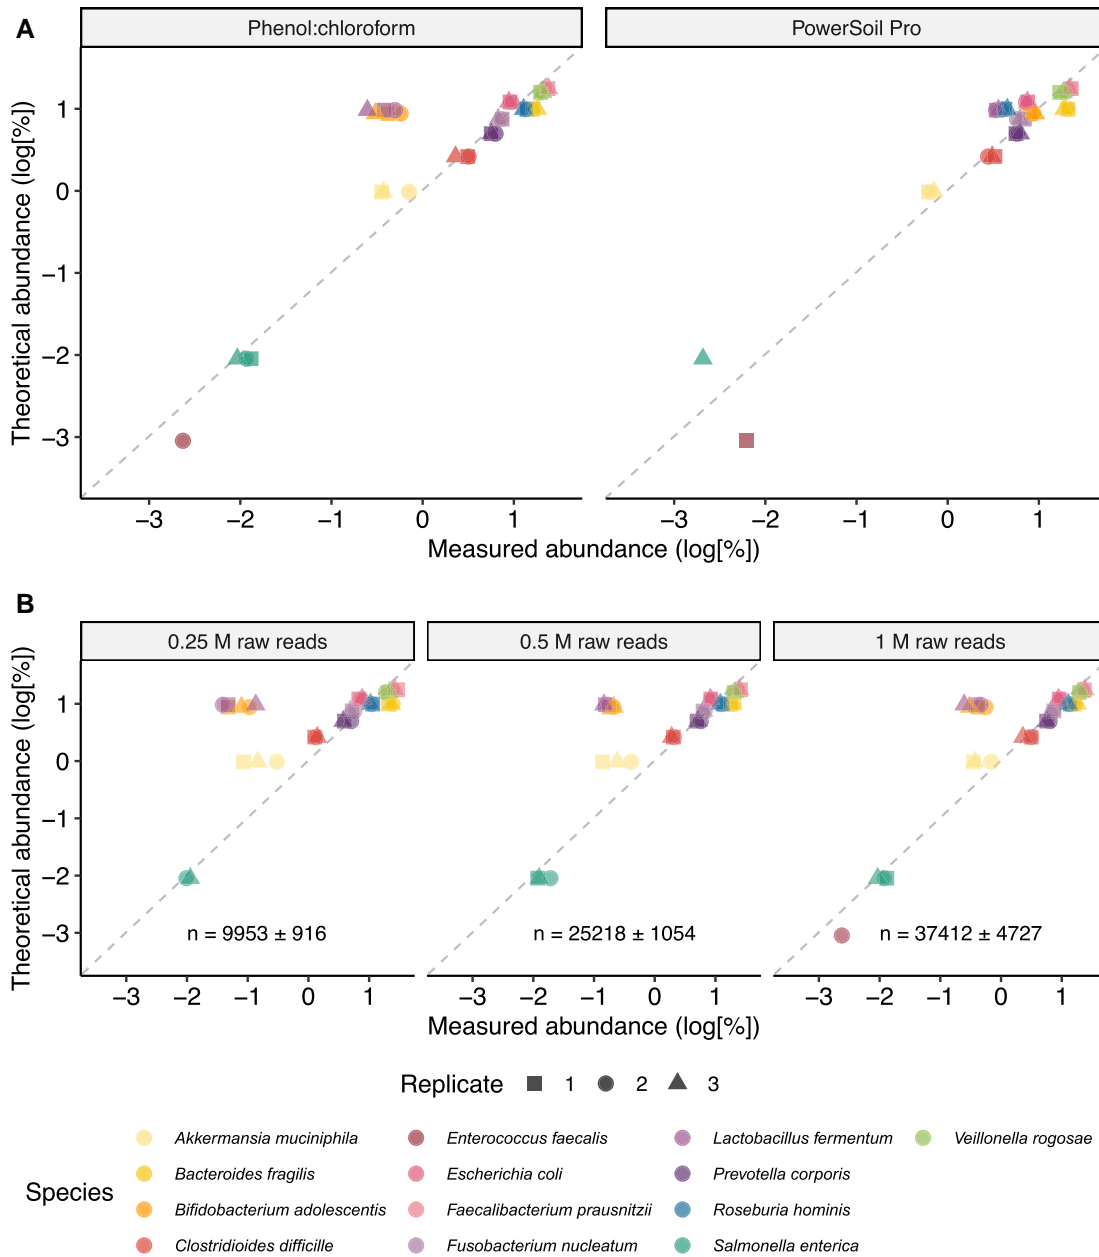 A
Phenol:chloroform
PowerSoil Pro
Theoretical abundance (log[%])
1
0
−1
−2
−3
−3 −2 −1 0 1
−3 −2 −1 0 1
Measured abundance (log[%])
B
0.25 M raw reads
0.5 M raw reads
1 M raw reads
Theoretical abundance (log[%])
1
0
−1
−2
−3
n = 9953 ± 916
n = 25218 ± 1054
n = 37412 ± 4727
−3 −2 −1 0 1
−3 −2 −1 0 1
−3 −2 −1 0 1
Measured abundance (log[%])
Replicate 1 2 3
Species
Akkermansia muciniphila
Bacteroides fragilis
Bifidobacterium adolescentis
Clostridioides difficille
Enterococcus faecalis
Escherichia coli
Faecalibacterium prausnitzii
Fusobacterium nucleatum
Lactobacillus fermentum
Prevotella corporis
Roseburia hominis
Salmonella enterica
Veillonella rogosae